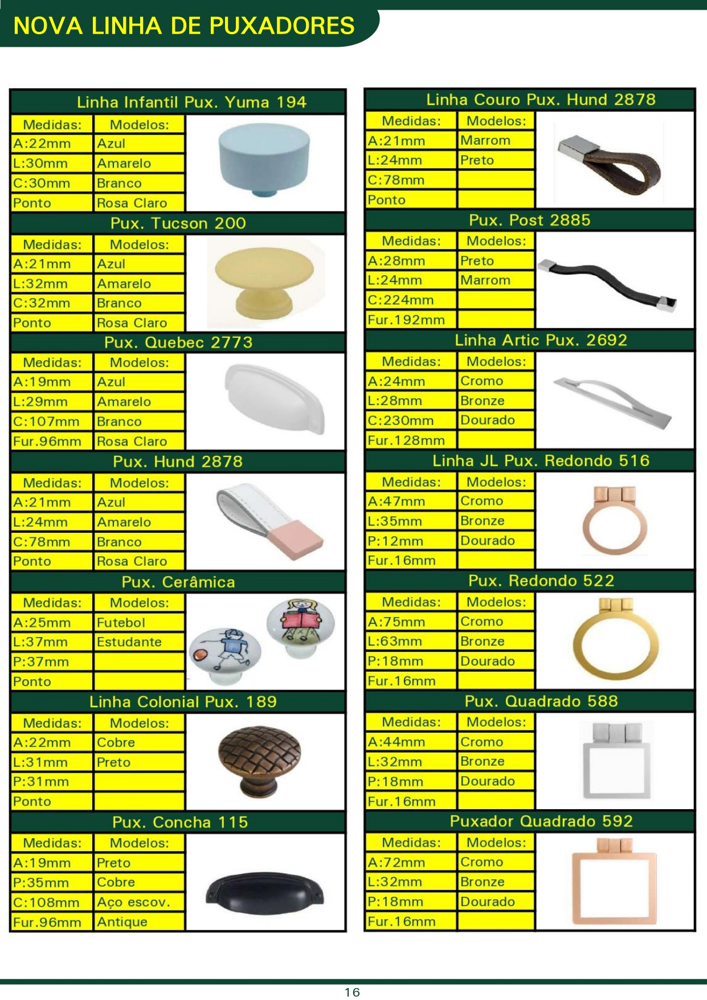 NOVA LINHA DE PUXADORES
Linha Infantil Pux. Yuma 194
Medidas: Modelos:
A:22mm Azul
L:30mm Amarelo
C:30mm Branco
Ponto Rosa Claro
Pux. Tucson 200
Medidas: Modelos:
A:21mm Azul
L:32mm Amarelo
C:32mm Branco
Ponto Rosa Claro
Pux. Quebec 2773
Medidas: Modelos:
A:19mm Azul
L:29mm Amarelo
C:107mm Branco
Fur.96mm Rosa Claro
Pux. Hund 2878
Medidas: Modelos:
A:21mm Azul
L:24mm Amarelo
C:78mm Branco
Ponto Rosa Claro
Pux. Cerâmica
Medidas: Modelos:
A:25mm Futebol
L:37mm Estudante
P:37mm
Ponto
Linha Colonial Pux. 189
Medidas: Modelos:
A:22mm Cobre
L:31mm Preto
P:31mm
Ponto
Pux. Concha 115
Medidas: Modelos:
A:19mm Preto
P:35mm Cobre
C:108mm Aço escov.
Fur.96mm Antique
Linha Couro Pux. Hund 2878
Medidas: Modelos:
A:21mm Marrom
L:24mm Preto
C:78mm
Ponto
Pux. Post 2885
Medidas: Modelos:
A:28mm Preto
L:24mm Marrom
C:224mm
Fur.192mm
Linha Artic Pux. 2692
Medidas: Modelos:
A:24mm Cromo
L:28mm Bronze
C:230mm Dourado
Fur.128mm
Linha JL Pux. Redondo 516
Medidas: Modelos:
A:47mm Cromo
L:35mm Bronze
P:12mm Dourado
Fur.16mm
Pux. Redondo 522
Medidas: Modelos:
A:75mm Cromo
L:63mm Bronze
P:18mm Dourado
Fur.16mm
Pux. Quadrado 588
Medidas: Modelos:
A:44mm Cromo
L:32mm Bronze
P:18mm Dourado
Fur.16mm
Puxador Quadrado 592
Medidas: Modelos:
A:72mm Cromo
L:32mm Bronze
P:18mm Dourado
Fur.16mm
16